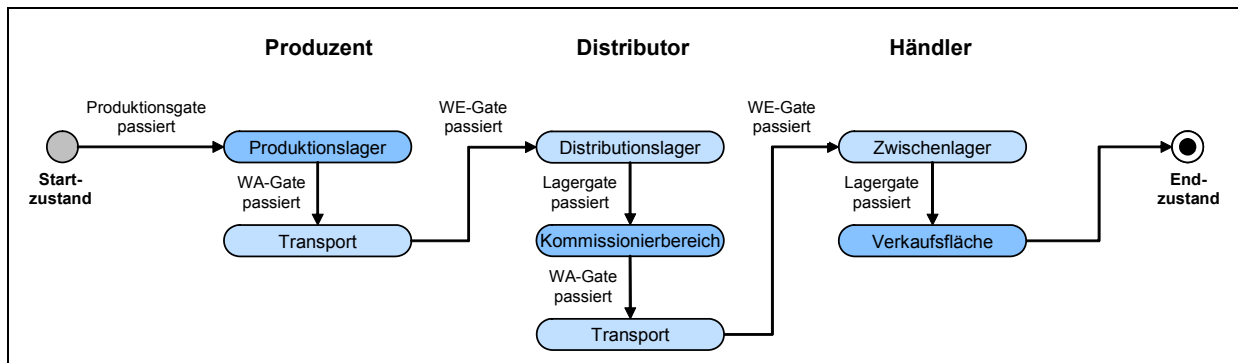 Produzent
Distributor
Händler
Produktionsgate
passiert
WE-Gate
passiert
WE-Gate
passiert
Produktionslager
Distributionslager
Zwischenlager
Start-
zustand
End-
zustand
WA-Gate
passiert
Lagergate
passiert
Lagergate
passiert
Transport
Kommissionierbereich
Verkaufsfläche
WA-Gate
passiert
Transport